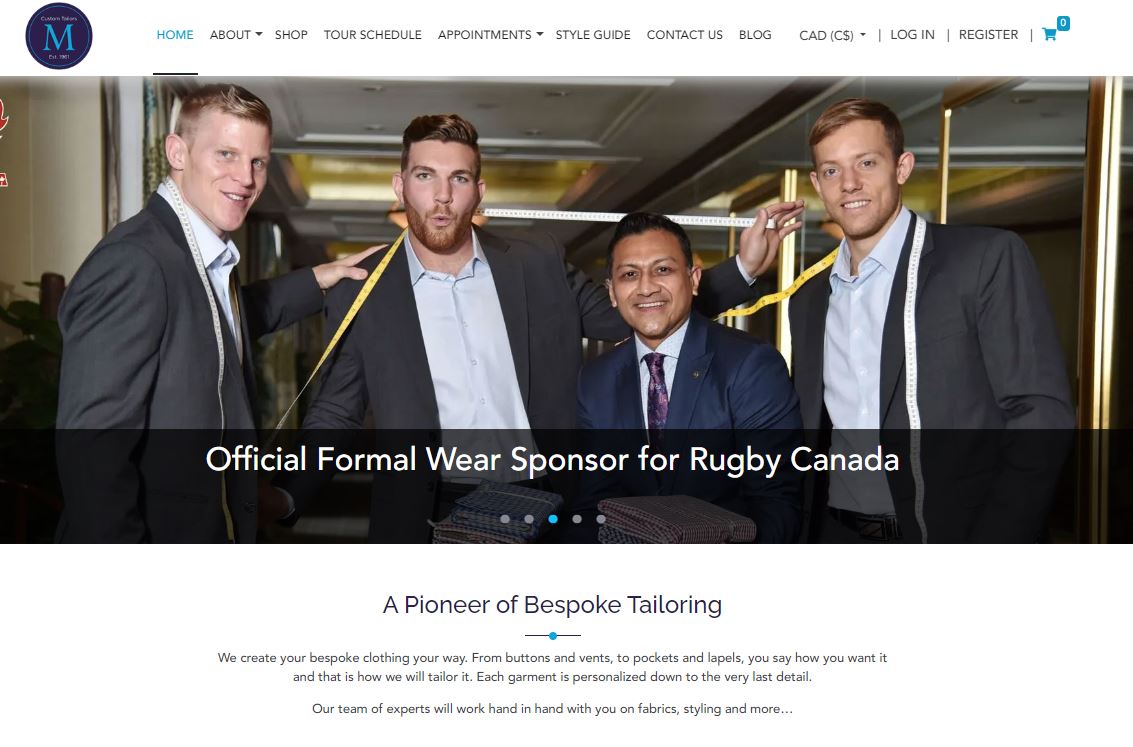 Custom Tailors
M
Est. 1961
HOME ABOUT SHOP TOUR SCHEDULE APPOINTMENTS STYLE GUIDE CONTACT US BLOG CAD (C$) | LOG IN | REGISTER | 0
Official Formal Wear Sponsor for Rugby Canada
A Pioneer of Bespoke Tailoring
We create your bespoke clothing your way. From buttons and vents, to pockets and lapels, you say how you want it
and that is how we will tailor it. Each garment is personalized down to the very last detail.
Our team of experts will work hand in hand with you on fabrics, styling and more…